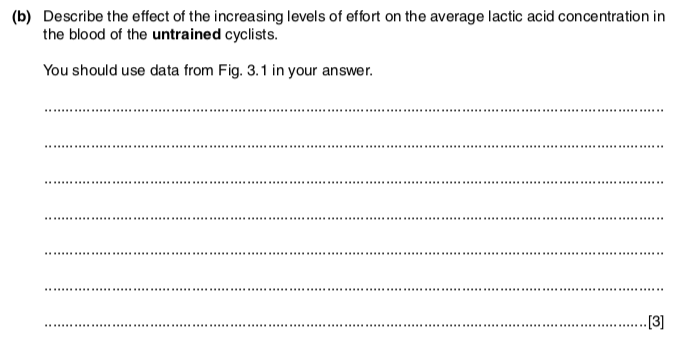 (b) Describe the effect of the increasing levels of effort on the average lactic acid concentration in
the blood of the untrained cyclists.
You should use data from Fig. 3.1 in your answer.
[3]